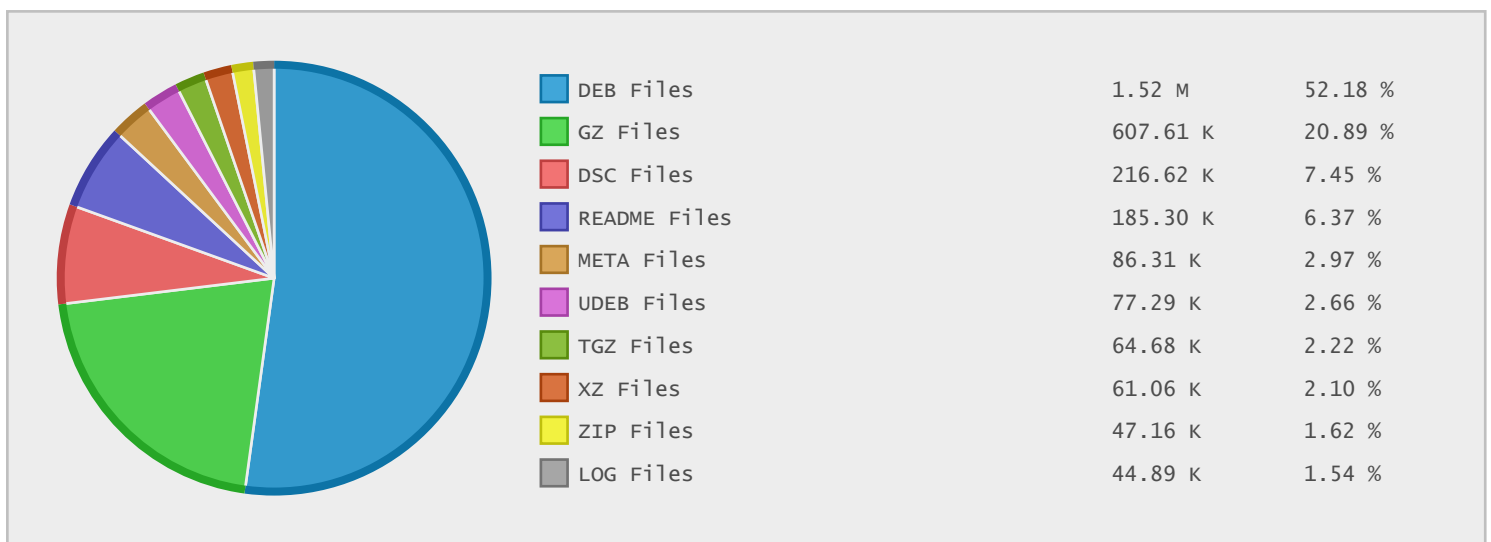 DEB Files 1.52 M 52.18 %
GZ Files 607.61 K 20.89 %
DSC Files 216.62 K 7.45 %
README Files 185.30 K 6.37 %
META Files 86.31 K 2.97 %
UDEB Files 77.29 K 2.66 %
TGZ Files 64.68 K 2.22 %
XZ Files 61.06 K 2.10 %
ZIP Files 47.16 K 1.62 %
LOG Files 44.89 K 1.54 %